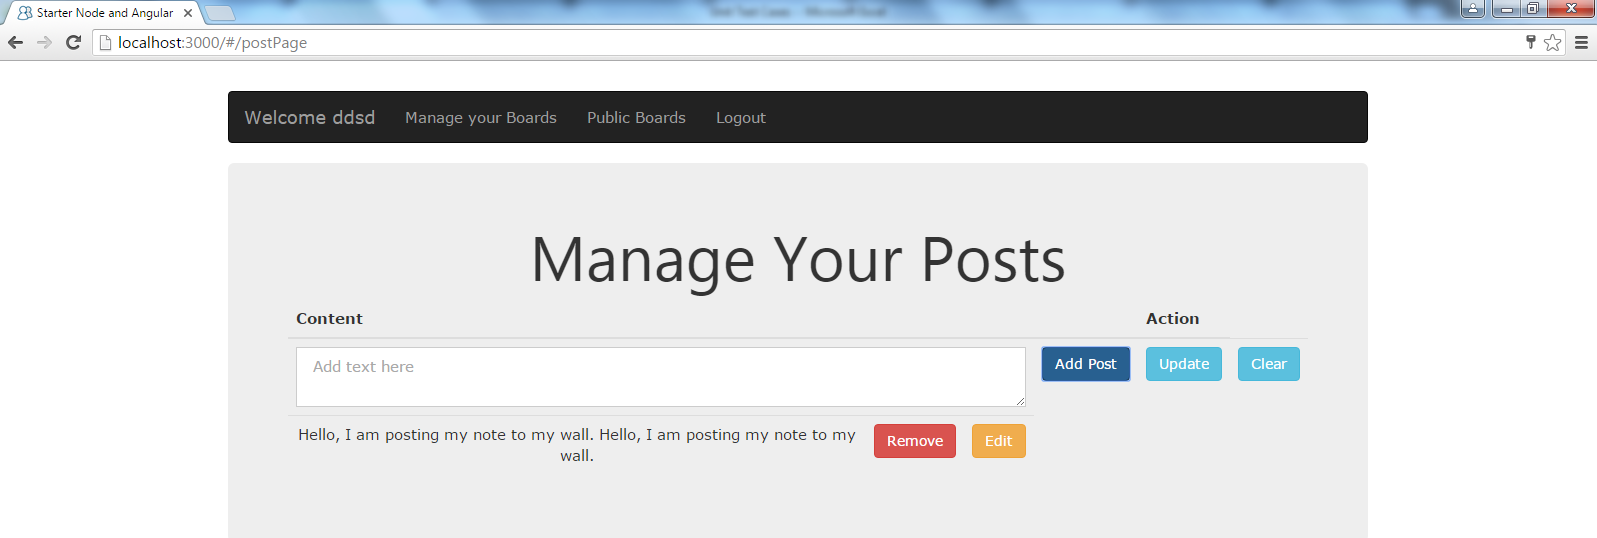 Starter Node and Angular
localhost:3000/#/postPage
Welcome ddsd Manage your Boards Public Boards Logout
Manage Your Posts
Content Action
Add text here Add Post Update Clear
Hello, I am posting my note to my wall. Hello, I am posting my note to my Remove Edit
wall.